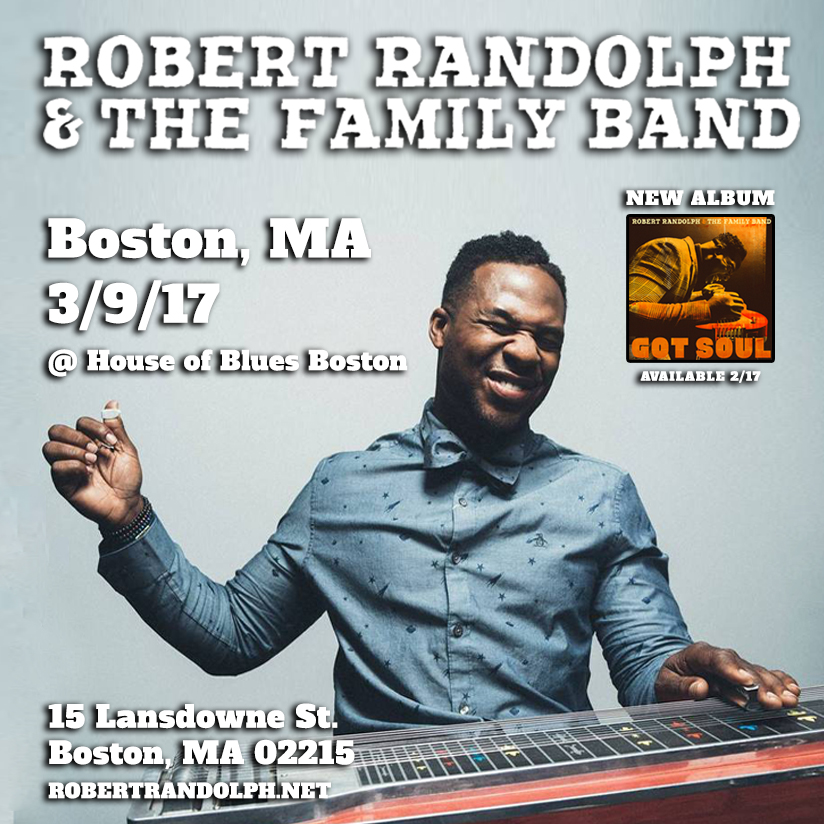 ROBERT RANDOLPH
& THE FAMILY BAND
Boston, MA
3/9/17
@ House of Blues Boston
NEW ALBUM
ROBERT RANDOLPH & THE FAMILY BAND
GOT SOUL
AVAILABLE 2/17
15 Lansdowne St.
Boston, MA 02215
ROBERTRANDOLPH.NET